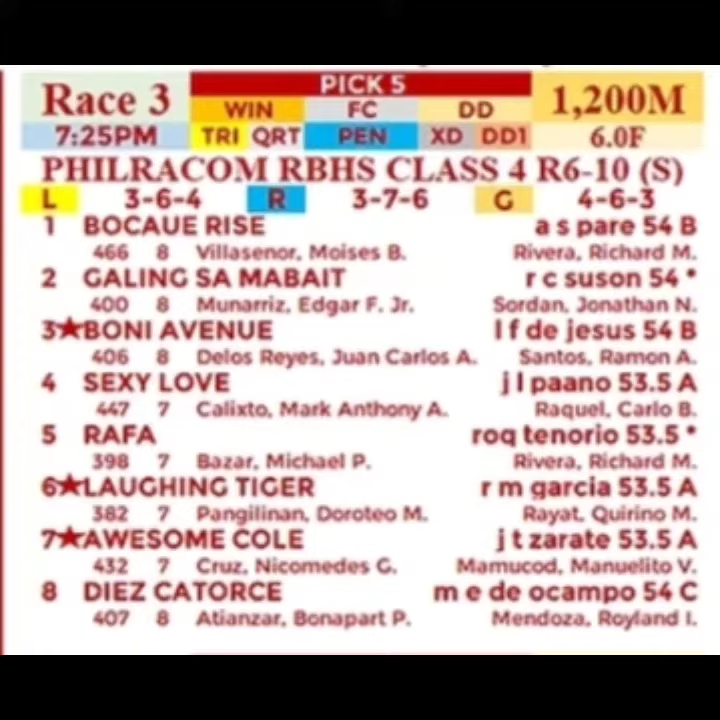 Race 3 PICK 5 1,200M
WIN FC DD
7:25PM TRI QRT PEN XD DD1 6.0F
PHILRACOM RBHS CLASS 4 R6-10 (S)
L 3-6-4 R 3-7-6 G 4-6-3
1 BOCAUE RISE a s pare 54 B
466 8 Villasenor, Moises B. Rivera, Richard M.
2 GALING SA MABAIT r c suson 54 *
400 8 Munarriz, Edgar F. Jr. Sordan, Jonathan N.
3★BONI AVENUE l f de jesus 54 B
406 8 Delos Reyes, Juan Carlos A. Santos, Ramon A.
4 SEXY LOVE j l paano 53.5 A
447 7 Calixto, Mark Anthony A. Raquel, Carlo B.
5 RAFA roq tenorio 53.5 *
398 7 Bazar, Michael P. Rivera, Richard M.
6★LAUGHING TIGER r m garcia 53.5 A
382 7 Pangilinan, Doroteo M. Rayat, Quirino M.
7★AWESOME COLE j t zarate 53.5 A
432 7 Cruz, Nicomedes G. Mamucod, Manuelito V.
8 DIEZ CATORCE m e de ocampo 54 C
407 8 Atianzar, Bonapart P. Mendoza, Royland I.